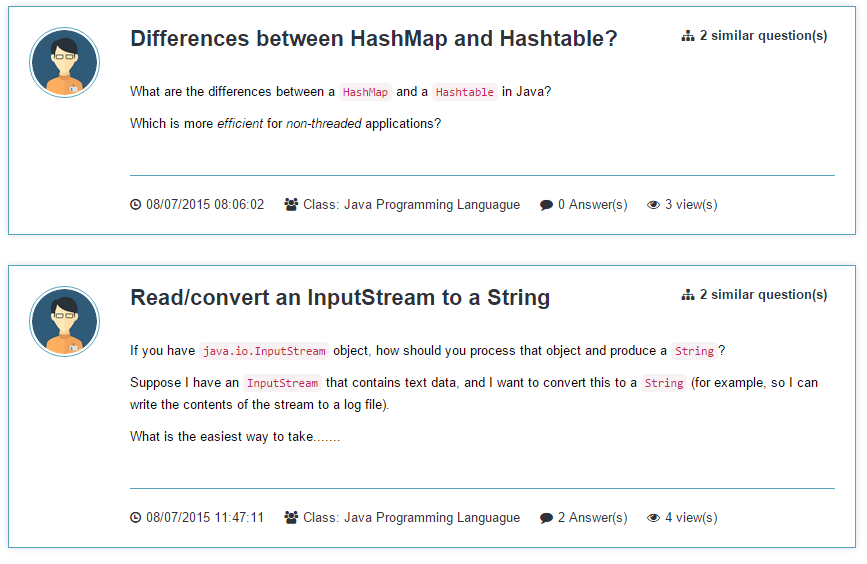 Differences between HashMap and Hashtable?
2 similar question(s)
What are the differences between a HashMap and a Hashtable in Java?
Which is more efficient for non-threaded applications?
08/07/2015 08:06:02 Class: Java Programming Languague 0 Answer(s) 3 view(s)
Read/convert an InputStream to a String
2 similar question(s)
If you have java.io.InputStream object, how should you process that object and produce a String?
Suppose I have an InputStream that contains text data, and I want to convert this to a String (for example, so I can
write the contents of the stream to a log file).
What is the easiest way to take.......
08/07/2015 11:47:11 Class: Java Programming Languague 2 Answer(s) 4 view(s)